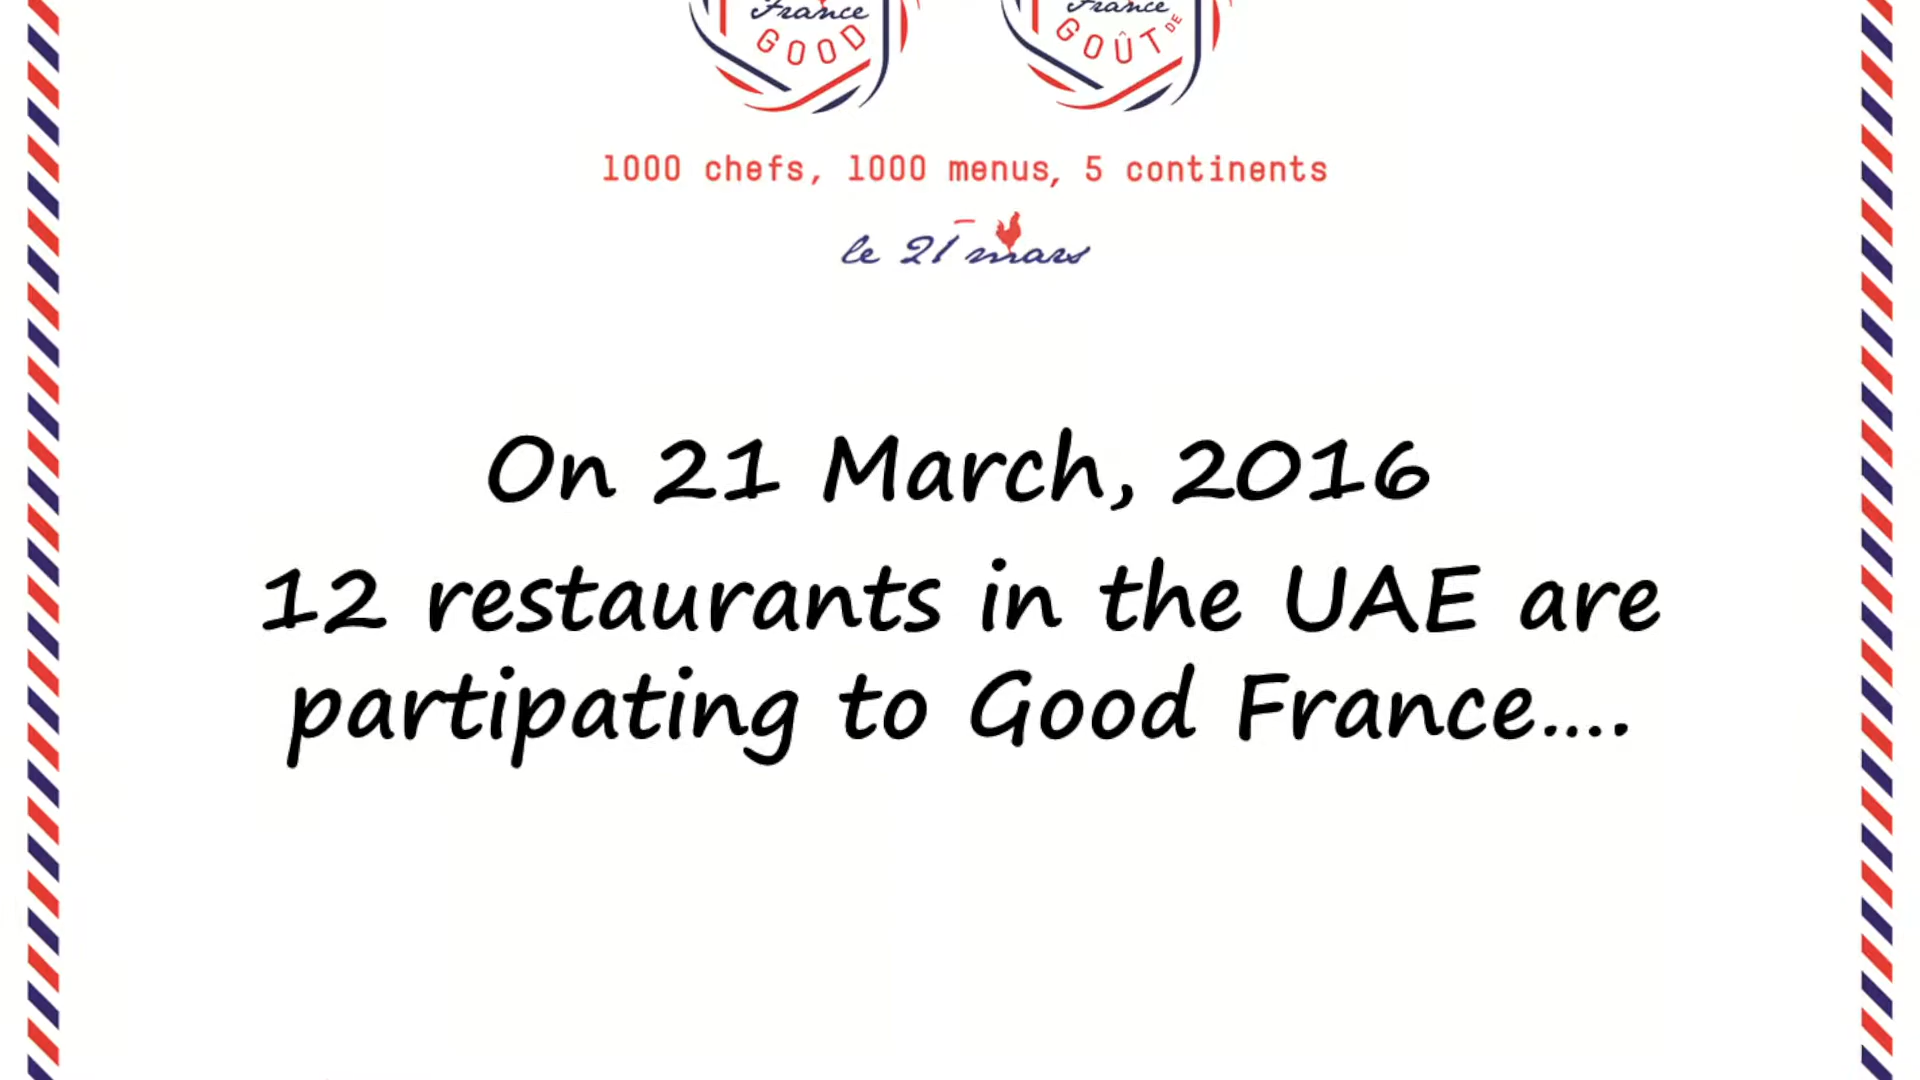 France France
GOOD GOÛT DE
1000 chefs, 1000 menus, 5 continents
le 21 mars
On 21 March, 2016
12 restaurants in the UAE are
partipating to Good France....